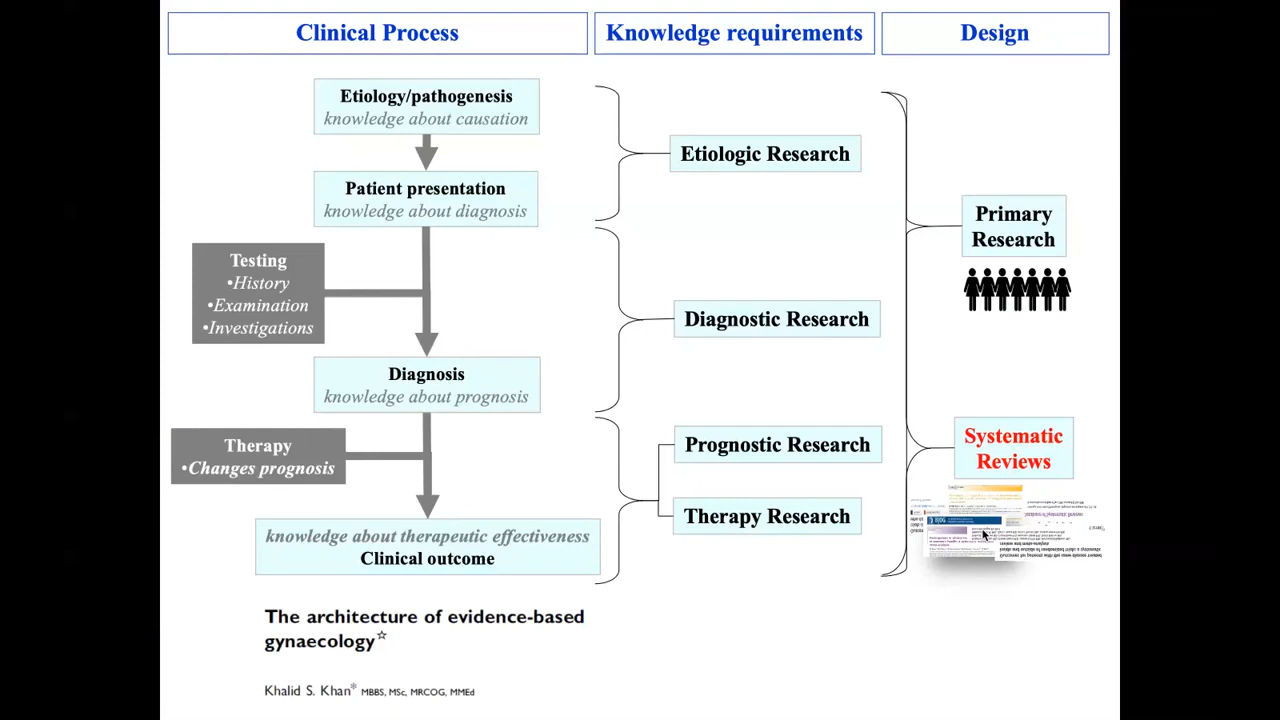 Clinical Process
Knowledge requirements
Design
Etiology/pathogenesis
knowledge about causation
Patient presentation
knowledge about diagnosis
Testing
•History
•Examination
•Investigations
Diagnosis
knowledge about prognosis
Therapy
•Changes prognosis
knowledge about therapeutic effectiveness
Clinical outcome
Etiologic Research
Diagnostic Research
Prognostic Research
Therapy Research
Primary
Research
Systematic
Reviews
The architecture of evidence-based
gynaecology☆
Khalid S. Khan* MBBS, MSc, MRCOG, MMEd